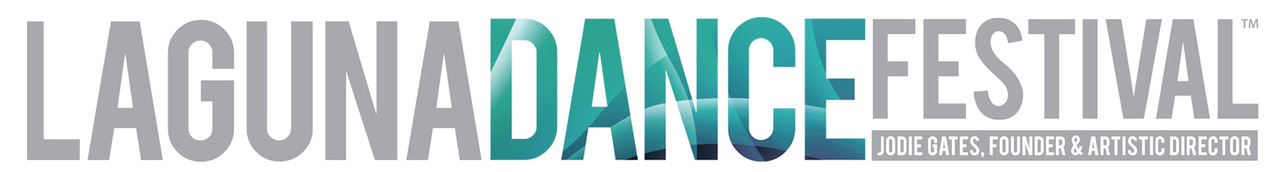 LAGUNADANCEFESTIVAL™
JODIE GATES, FOUNDER & ARTISTIC DIRECTOR